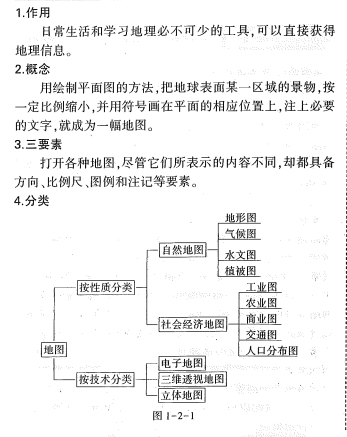 1.作用
日常生活和学习地理必不可少的工具,可以直接获得
地理信息。
2.概念
用绘制平面图的方法,把地球表面某一区域的景物,按
一定比例缩小,并用符号画在平面的相应位置上,注上必要
的文字,就成为一幅地图。
3.三要素
打开各种地图,尽管它们所表示的内容不同,却都具备
方向、比例尺、图例和注记等要素。
4.分类
地形图
气候图
自然地图
水文图
植被图
按性质分类
工业图
农业图
社会经济地图
商业图
交通图
人口分布图
地图
电子地图
按技术分类
三维透视地图
立体地图
图 1-2-1